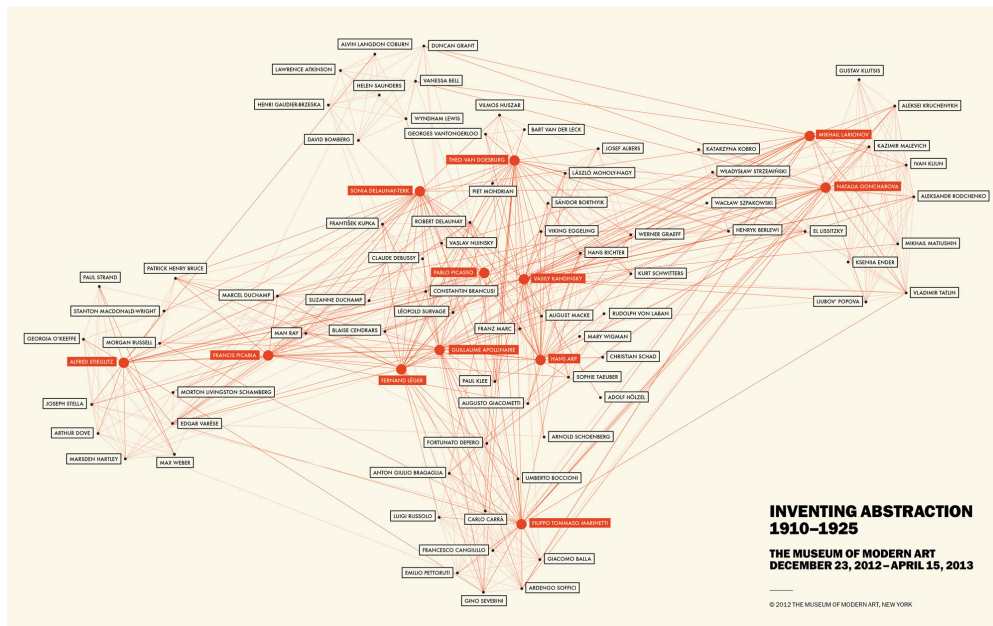 ALVIN LANGDON COBURN
DUNCAN GRANT
LAWRENCE ATKINSON
HELEN SAUNDERS
VANESSA BELL
GUSTAV KLUTSIS
HENRI GAUDIER-BRZESKA
VILMOS HUSZAR
ALEKSEI KRUCHENYKH
WYNDHAM LEWIS
DAVID BOMBERG
GEORGES VANTONGERLOO
BART VAN DER LECK
MIKHAIL LARIONOV
JOSEF ALBERS
KATARZYNA KOBRO
KAZIMIR MALEVICH
THEO VAN DOESBURG
IVAN KLIUN
LÁSZLÓ MOHOLY-NAGY
WŁADYSŁAW STRZEMIŃSKI
SONIA DELAUNAY-TERK
PIET MONDRIAN
NATALIA GONCHAROVA
ALEKSANDR RODCHENKO
SÁNDOR BORTNYIK
WACŁAW SZPAKOWSKI
FRANTIŠEK KUPKA
ROBERT DELAUNAY
VIKING EGGELING
WERNER GRAEFF
HENRYK BERLEWI
EL LISSITZKY
VASLAV NIJINSKY
MIKHAIL MATIUSHIN
CLAUDE DEBUSSY
HANS RICHTER
KSENIIA ENDER
PATRICK HENRY BRUCE
PABLO PICASSO
VASILY KANDINSKY
KURT SCHWITTERS
PAUL STRAND
MARCEL DUCHAMP
SUZANNE DUCHAMP
CONSTANTIN BRANCUSI
LIUBOV' POPOVA
VLADIMIR TATLIN
STANTON MACDONALD-WRIGHT
LÉOPOLD SURVAGE
AUGUST MACKE
RUDOLPH VON LABAN
GEORGIA O'KEEFFE
MORGAN RUSSELL
MAN RAY
BLAISE CENDRARS
FRANZ MARC
MARY WIGMAN
ALFRED STIEGLITZ
FRANCIS PICABIA
GUILLAUME APOLLINAIRE
HANS ARP
CHRISTIAN SCHAD
FERNAND LÉGER
PAUL KLEE
SOPHIE TAEUBER
MORTON LIVINGSTON SCHAMBERG
ADOLF HÖLZEL
JOSEPH STELLA
AUGUSTO GIACOMETTI
EDGAR VARÈSE
ARTHUR DOVE
FORTUNATO DEPERO
ARNOLD SCHOENBERG
MARSDEN HARTLEY
MAX WEBER
ANTON GIULIO BRAGAGLIA
UMBERTO BOCCIONI
LUIGI RUSSOLO
CARLO CARRÀ
FILIPPO TOMMASO MARINETTI
FRANCESCO CANGIULLO
GIACOMO BALLA
EMILIO PETTORUTI
ARDENGO SOFFICI
GINO SEVERINI
INVENTING ABSTRACTION
1910–1925
THE MUSEUM OF MODERN ART
DECEMBER 23, 2012 – APRIL 15, 2013
© 2012 THE MUSEUM OF MODERN ART, NEW YORK